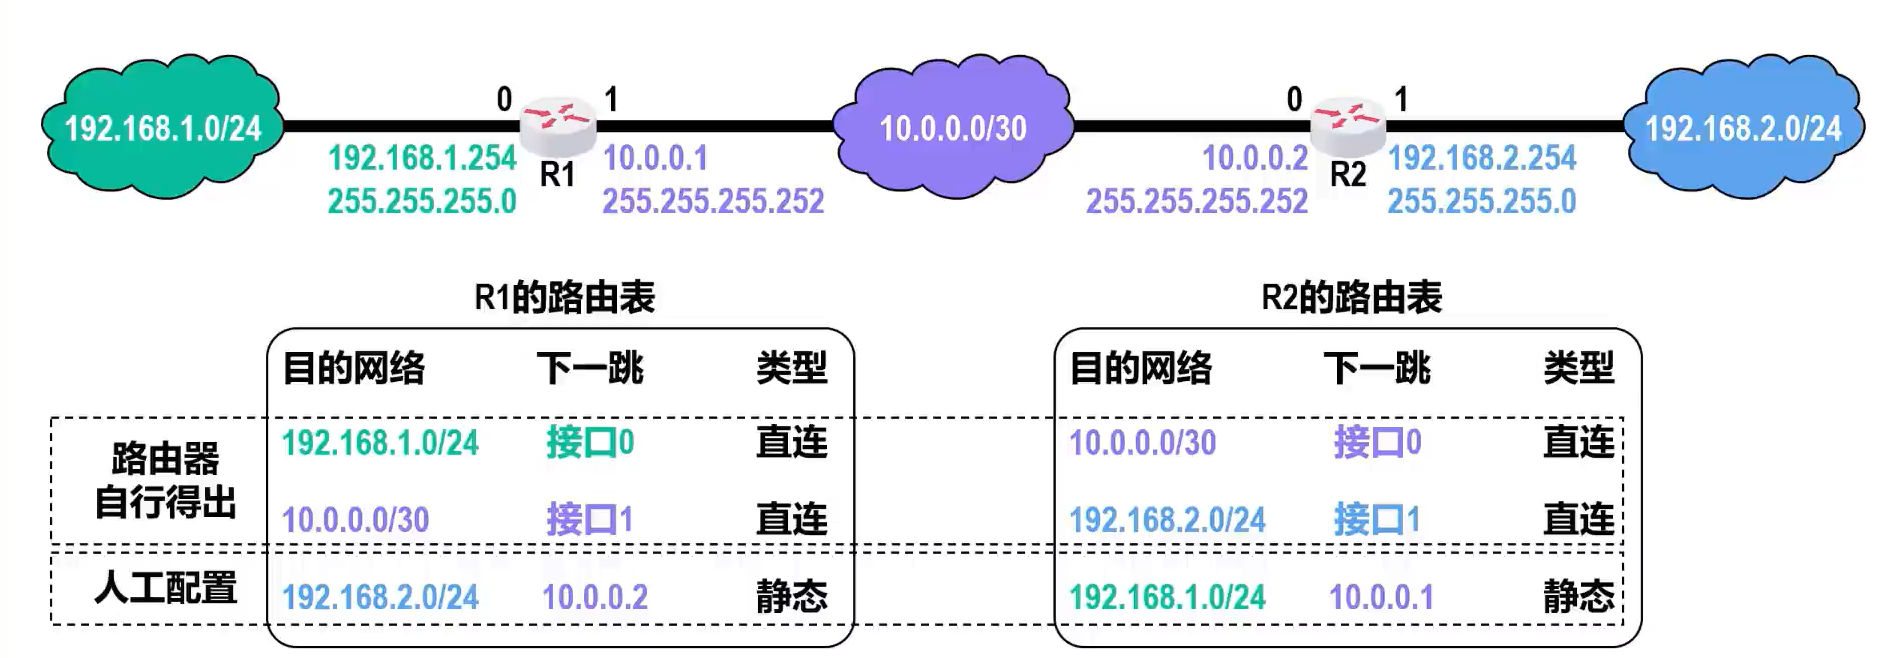 0 1 0 1
192.168.1.0/24 10.0.0.0/30 192.168.2.0/24
192.168.1.254 R1 10.0.0.1 10.0.0.2 R2 192.168.2.254
255.255.255.0 255.255.255.252 255.255.255.252 255.255.255.0
R1的路由表 R2的路由表
目的网络 下一跳 类型 目的网络 下一跳 类型
路由器
自行得出
192.168.1.0/24 接口0 直连 10.0.0.0/30 接口0 直连
10.0.0.0/30 接口1 直连 192.168.2.0/24 接口1 直连
人工配置 192.168.2.0/24 10.0.0.2 静态 192.168.1.0/24 10.0.0.1 静态